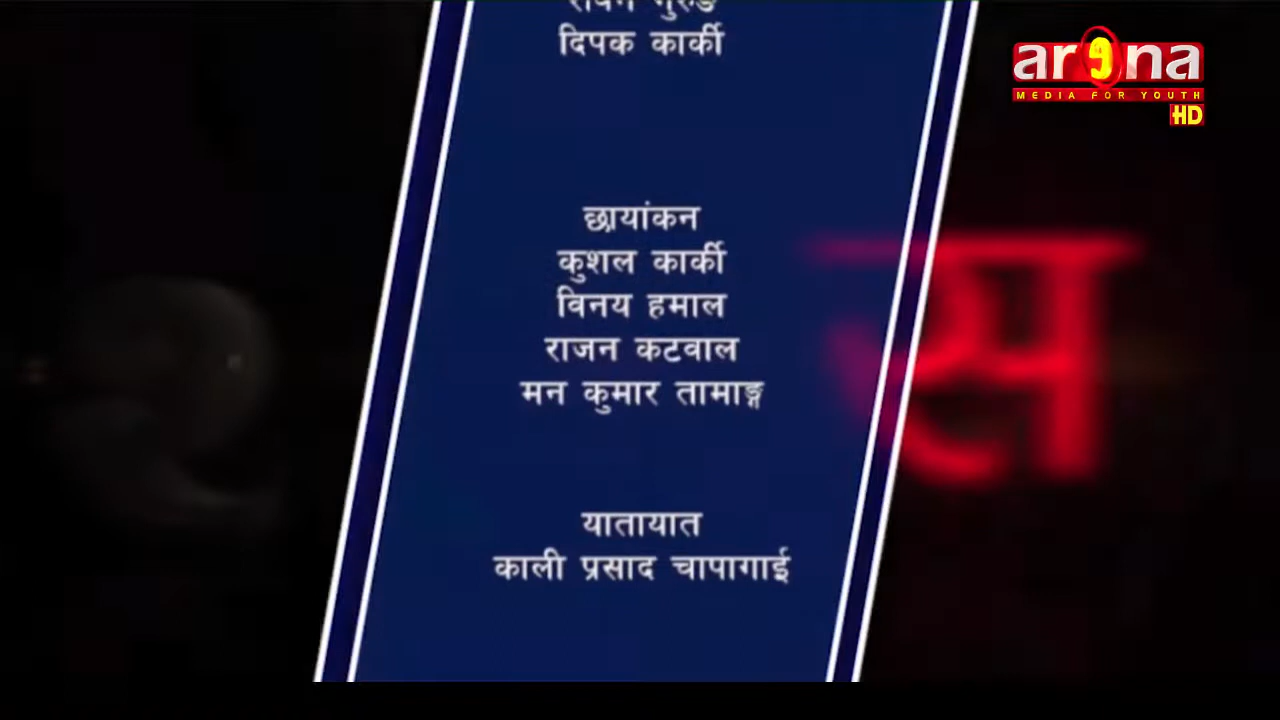 दिपक कार्की
arena
MEDIA FOR YOUTH
HD
छायांकन
कुशल कार्की
विनय हमाल
राजन कटवाल
मन कुमार तामाङ्ग
स
यातायात
काली प्रसाद चापागाई